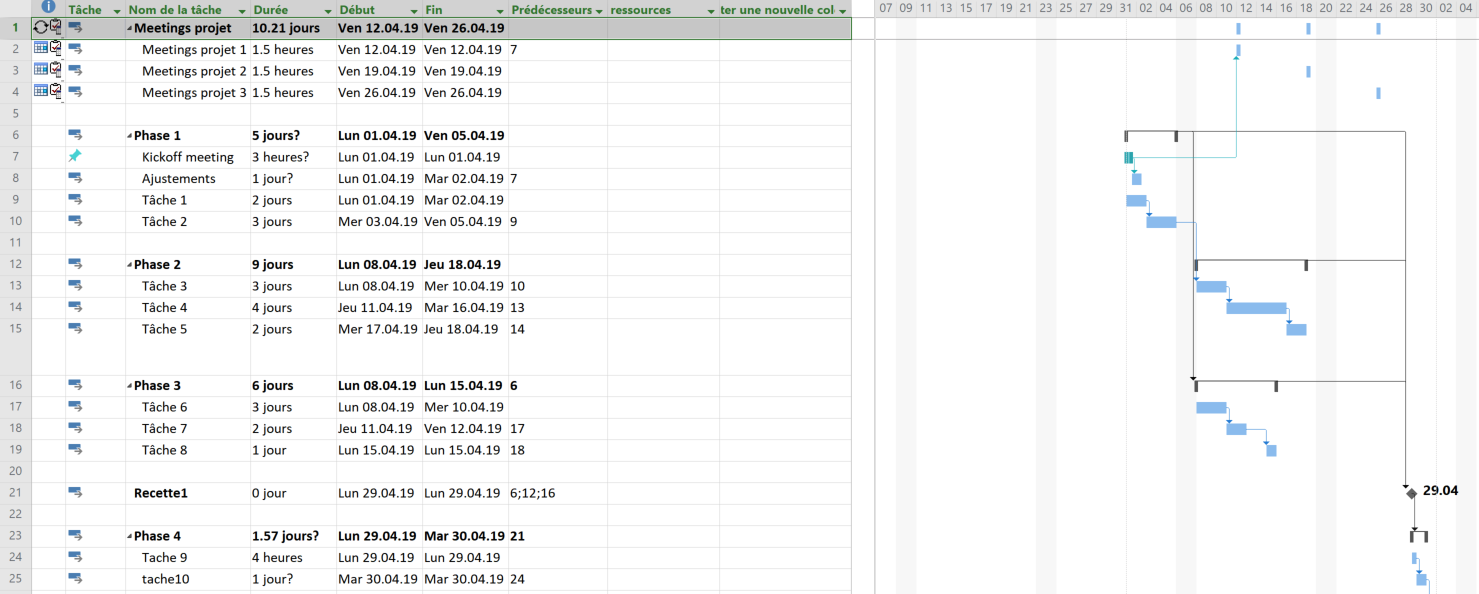 Tâche Nom de la tâche Durée Début Fin Prédécesseurs ressources ter une nouvelle col 07 09 11 13 15 17 19 21 23 25 27 29 31 02 04 06 08 10 12 14 16 18 20 22 24 26 28 30 02 04
1 Meetings projet 10.21 jours Ven 12.04.19 Ven 26.04.19
2 Meetings projet 1 1.5 heures Ven 12.04.19 Ven 12.04.19 7
3 Meetings projet 2 1.5 heures Ven 19.04.19 Ven 19.04.19
4 Meetings projet 3 1.5 heures Ven 26.04.19 Ven 26.04.19
5
6 Phase 1 5 jours? Lun 01.04.19 Ven 05.04.19
7 Kickoff meeting 3 heures? Lun 01.04.19 Lun 01.04.19
8 Ajustements 1 jour? Lun 01.04.19 Mar 02.04.19 7
9 Tâche 1 2 jours Lun 01.04.19 Mar 02.04.19
10 Tâche 2 3 jours Mer 03.04.19 Ven 05.04.19 9
11
12 Phase 2 9 jours Lun 08.04.19 Jeu 18.04.19
13 Tâche 3 3 jours Lun 08.04.19 Mer 10.04.19 10
14 Tâche 4 4 jours Jeu 11.04.19 Mar 16.04.19 13
15 Tâche 5 2 jours Mer 17.04.19 Jeu 18.04.19 14
16 Phase 3 6 jours Lun 08.04.19 Lun 15.04.19 6
17 Tâche 6 3 jours Lun 08.04.19 Mer 10.04.19
18 Tâche 7 2 jours Jeu 11.04.19 Ven 12.04.19 17
19 Tâche 8 1 jour Lun 15.04.19 Lun 15.04.19 18
20
21 Recette1 0 jour Lun 29.04.19 Lun 29.04.19 6;12;16 29.04
22
23 Phase 4 1.57 jours? Lun 29.04.19 Mar 30.04.19 21
24 Tache 9 4 heures Lun 29.04.19 Lun 29.04.19
25 tache10 1 jour? Mar 30.04.19 Mar 30.04.19 24